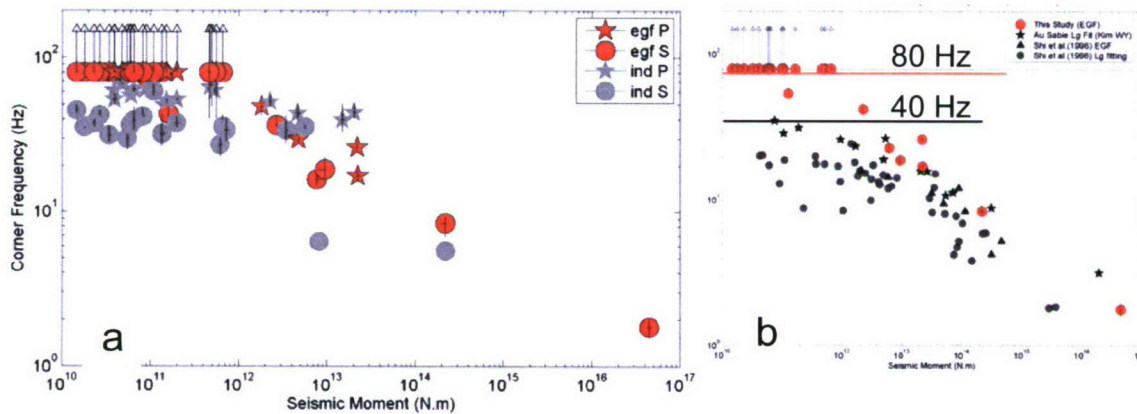 egf P
egf S
ind P
ind S
Corner Frequency (Hz)
10²
10¹
10⁰
10¹⁰ 10¹¹ 10¹² 10¹³ 10¹⁴ 10¹⁵ 10¹⁶ 10¹⁷
Seismic Moment (N.m)
a
This Study (EGF)
Au Sable Lg Fit (Kim WY)
Shi et al.(1996) EGF
Shi et al.(1996) Lg fitting
80 Hz
40 Hz
b
Seismic Moment (N.m)